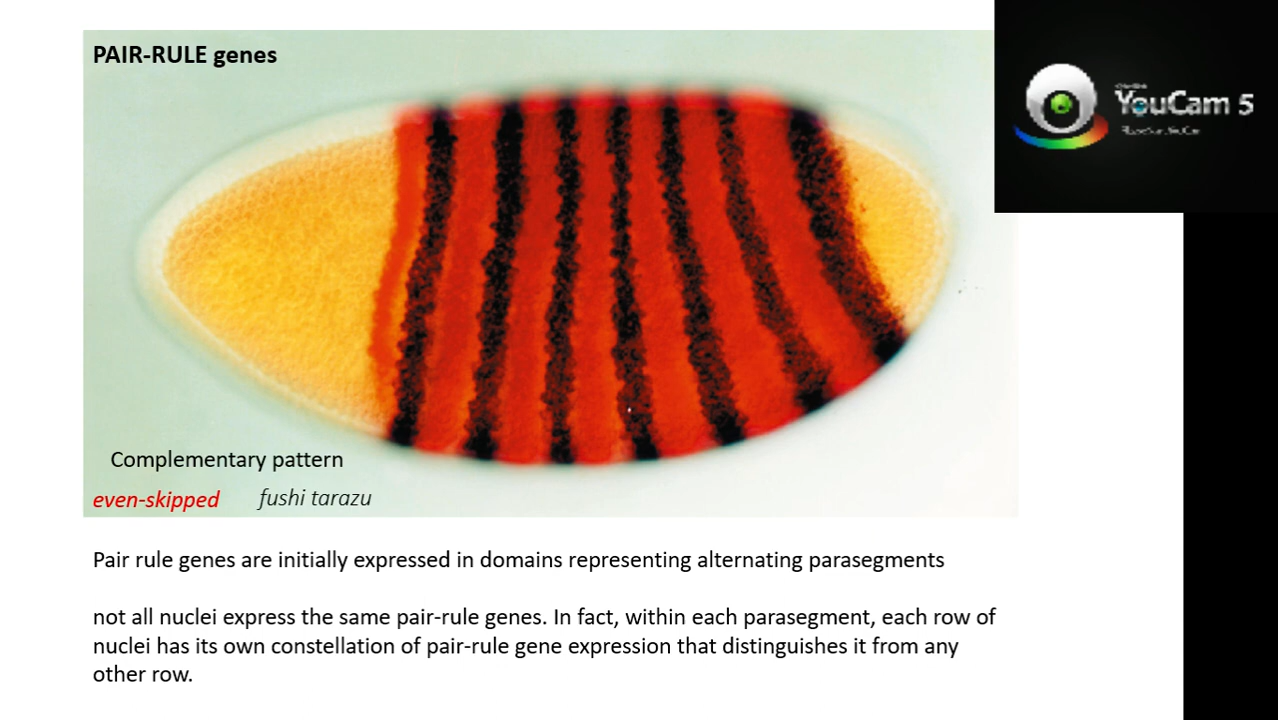 PAIR-RULE genes
YouCam 5
Complementary pattern
even-skipped fushi tarazu
Pair rule genes are initially expressed in domains representing alternating parasegments
not all nuclei express the same pair-rule genes. In fact, within each parasegment, each row of
nuclei has its own constellation of pair-rule gene expression that distinguishes it from any
other row.